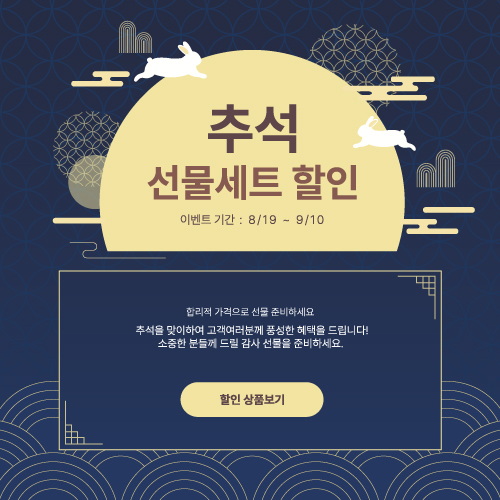 추석
선물세트 할인
이벤트 기간 : 8/19 ~ 9/10
합리적 가격으로 선물 준비하세요
추석을 맞이하여 고객여러분께 풍성한 혜택을 드립니다!
소중한 분들께 드릴 감사 선물을 준비하세요.
할인 상품보기